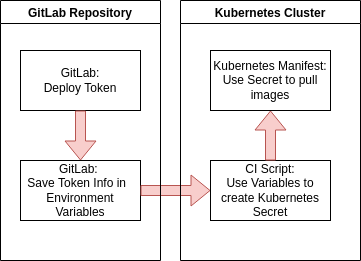 GitLab Repository
GitLab:
Deploy Token
GitLab:
Save Token Info in
Environment
Variables
Kubernetes Cluster
Kubernetes Manifest:
Use Secret to pull
images
CI Script:
Use Variables to
create Kubernetes
Secret